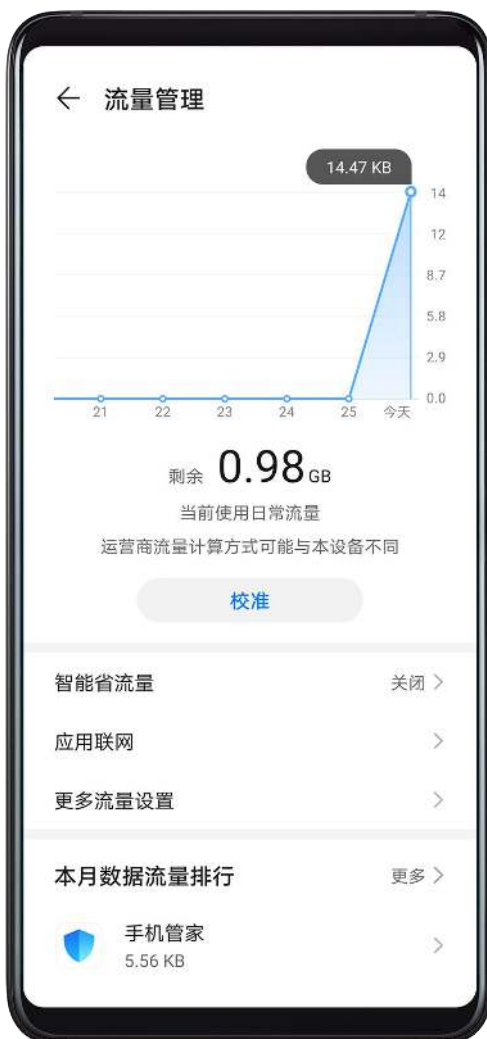 流量管理
14.47 KB
14
12
8.7
5.8
2.9
0.0
21 22 23 24 25 今天
剩余 0.98 GB
当前使用日常流量
运营商流量计算方式可能与本设备不同
校准
智能省流量 关闭
应用联网
更多流量设置
本月数据流量排行 更多
手机管家
5.56 KB